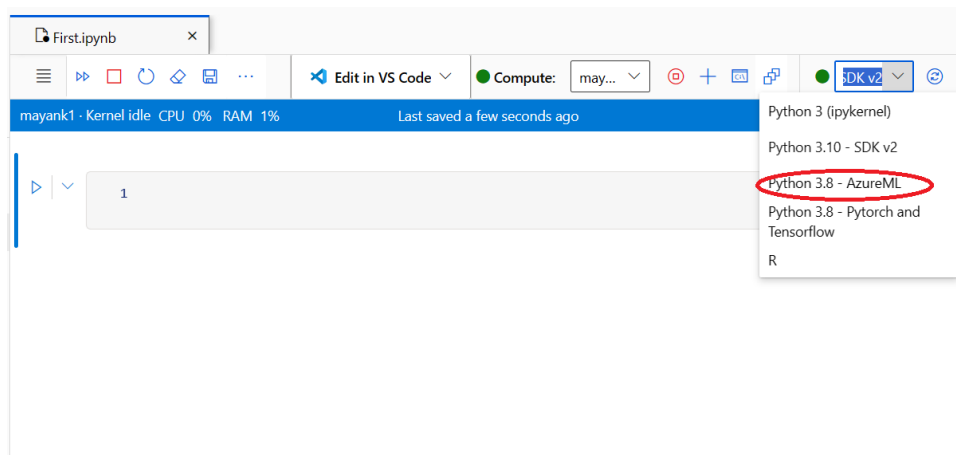 First.ipynb
Edit in VS Code
Compute:
may...
SDK v2
mayank1 · Kernel idle CPU 0% RAM 1%
Last saved a few seconds ago
Python 3 (ipykernel)
Python 3.10 - SDK v2
Python 3.8 - AzureML
Python 3.8 - Pytorch and
Tensorflow
R
1